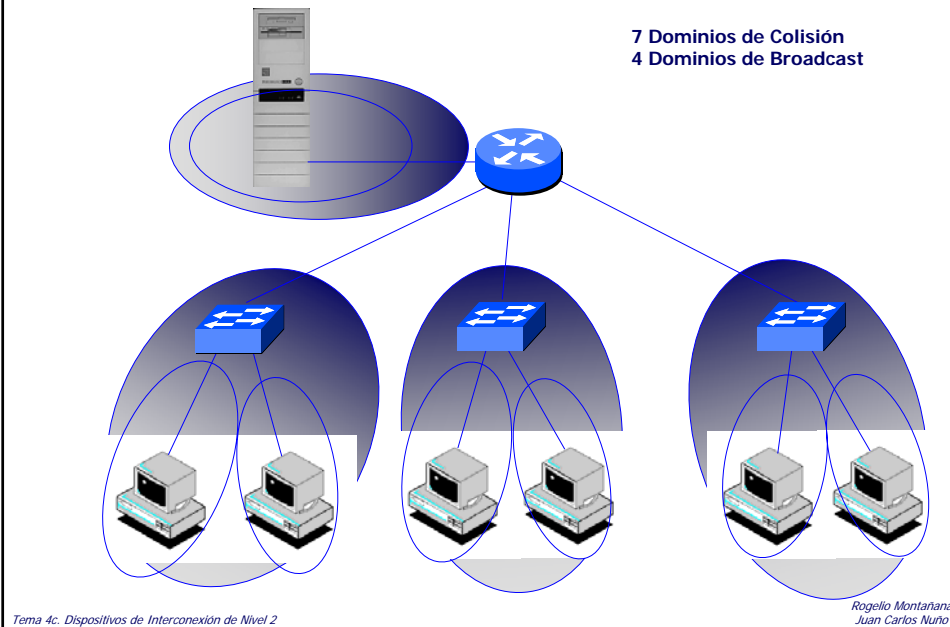 7 Dominios de Colisión
4 Dominios de Broadcast
Tema 4c. Dispositivos de Interconexión de Nivel 2
Rogelio Montañana
Juan Carlos Nuño